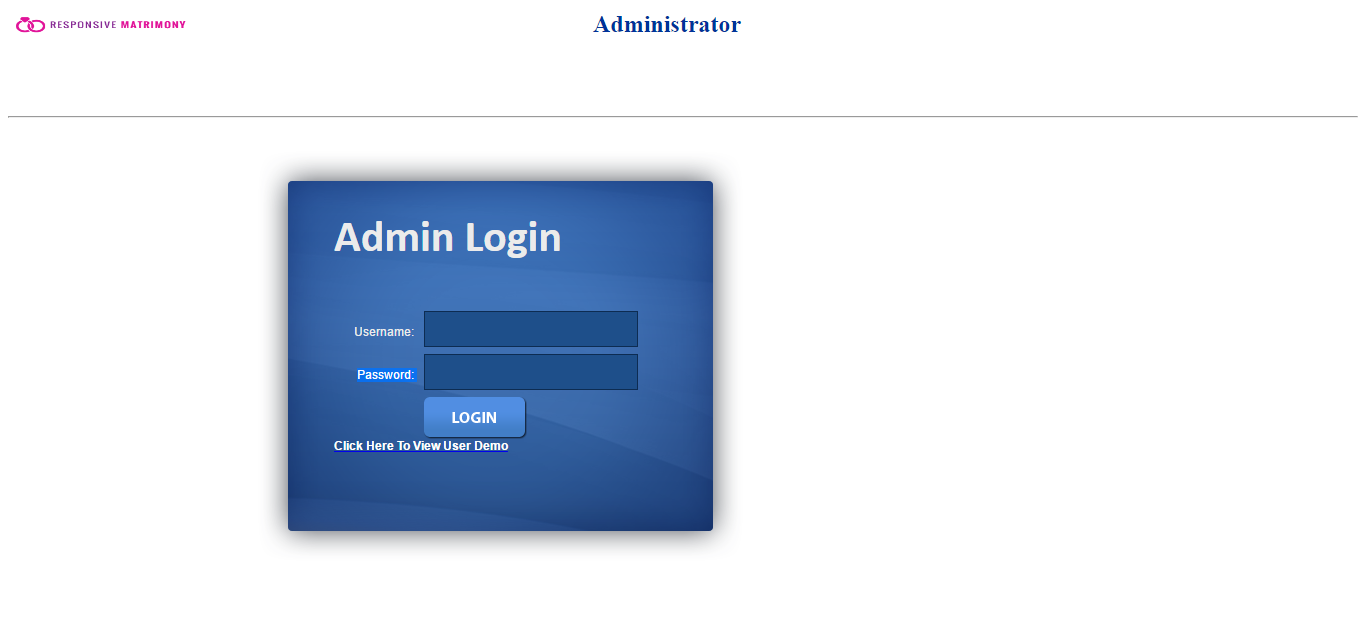 RESPONSIVE MATRIMONY
Administrator
Admin Login
Username:
Password:
LOGIN
Click Here To View User Demo